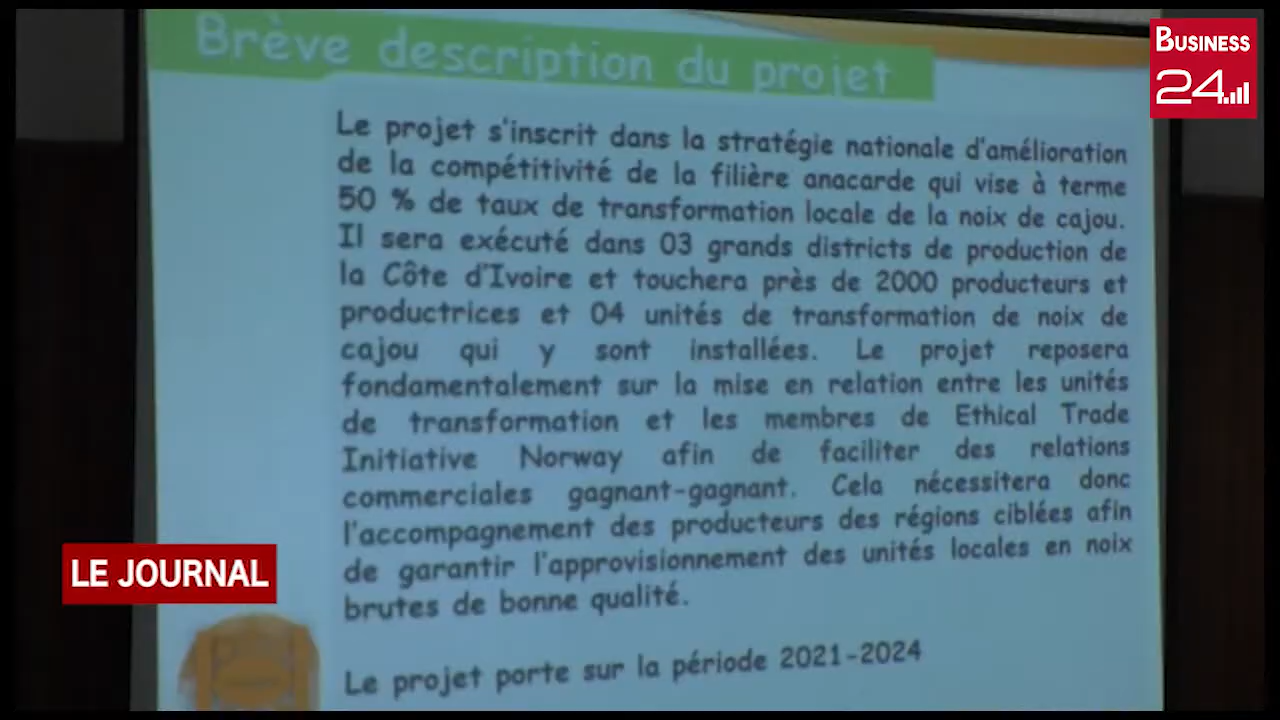 Brève description du projet
BUSINESS
24
Le projet s'inscrit dans la stratégie nationale d'amélioration
de la compétitivité de la filière anacarde qui vise à terme
50 % de taux de transformation locale de la noix de cajou.
Il sera exécuté dans 03 grands districts de production de
la Côte d'Ivoire et touchera près de 2000 producteurs et
productrices et 04 unités de transformation de noix de
cajou qui y sont installées. Le projet reposera
fondamentalement sur la mise en relation entre les unités
de transformation et les membres de Ethical Trade
Initiative Norway afin de faciliter des relations
commerciales gagnant-gagnant. Cela nécessitera donc
l'accompagnement des producteurs des régions ciblées afin
de garantir l'approvisionnement des unités locales en noix
brutes de bonne qualité.
LE JOURNAL
Le projet porte sur la période 2021-2024